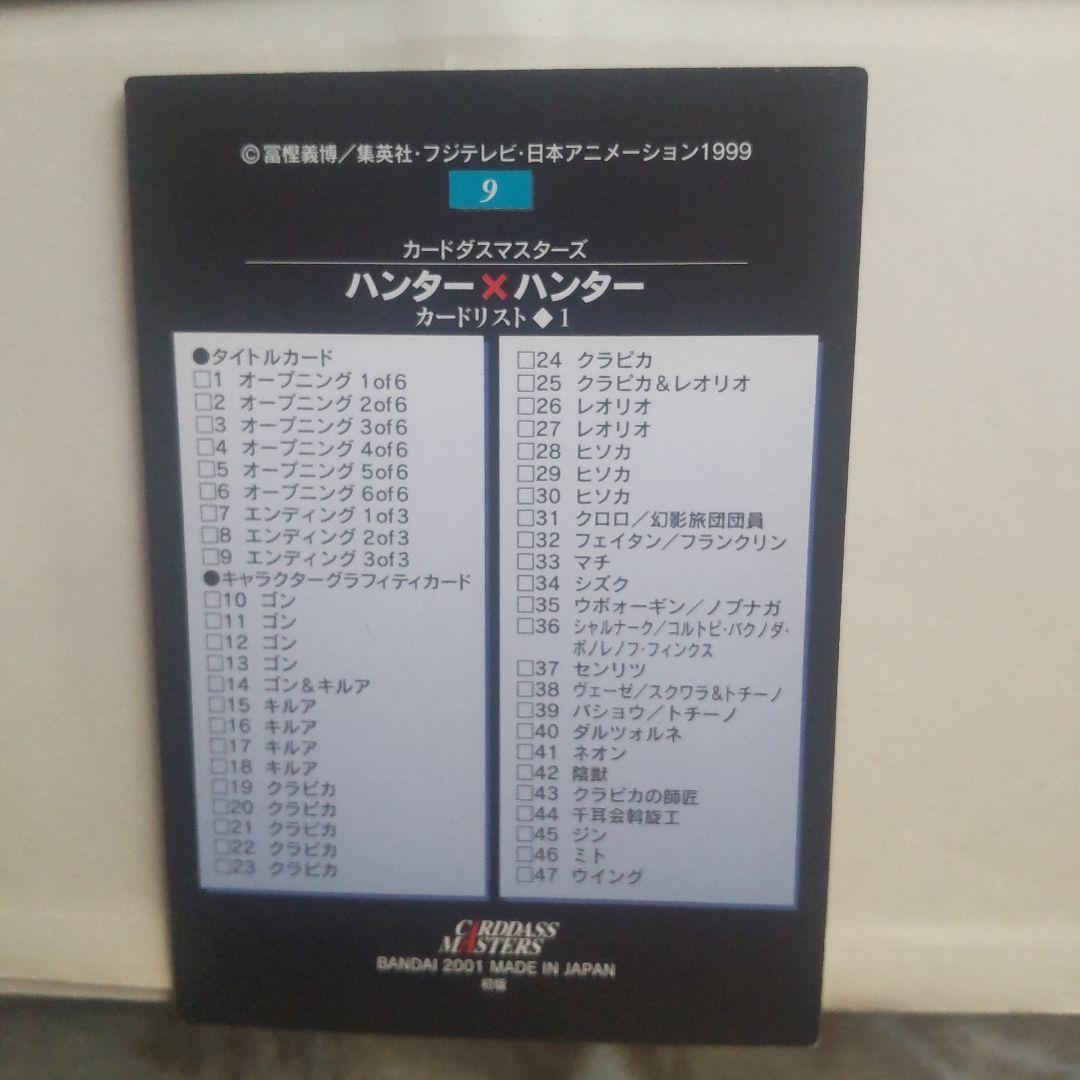 ©冨樫義博／集英社・フジテレビ・日本アニメーション1999
9
カードダスマスターズ
ハンター×ハンター
カードリスト◆1
●タイトルカード
□1 オープニング 1of6
□2 オープニング 2of6
□3 オープニング 3of6
□4 オープニング 4of6
□5 オープニング 5of6
□6 オープニング 6of6
□7 エンディング 1of3
□8 エンディング 2of3
□9 エンディング 3of3
●キャラクターグラフィティカード
□10 ゴン
□11 ゴン
□12 ゴン
□13 ゴン
□14 ゴン＆キルア
□15 キルア
□16 キルア
□17 キルア
□18 キルア
□19 クラピカ
□20 クラピカ
□21 クラピカ
□22 クラピカ
□23 クラピカ
□24 クラピカ
□25 クラピカ＆レオリオ
□26 レオリオ
□27 レオリオ
□28 ヒソカ
□29 ヒソカ
□30 ヒソカ
□31 クロロ／幻影旅団団員
□32 フェイタン／フランクリン
□33 マチ
□34 シズク
□35 ウボォーギン／ノブナガ
□36 シャルナーク／コルトピ・パクノダ・
ボノレノフ・フィンクス
□37 センリツ
□38 ヴェーゼ／スクワラ&トチーノ
□39 バショウ／トチーノ
□40 ダルツォルネ
□41 ネオン
□42 陰獣
□43 クラピカの師匠
□44 千耳会斡旋工
□45 ジン
□46 ミト
□47 ウイング
CARDDASS
MASTERS
BANDAI 2001 MADE IN JAPAN
初版